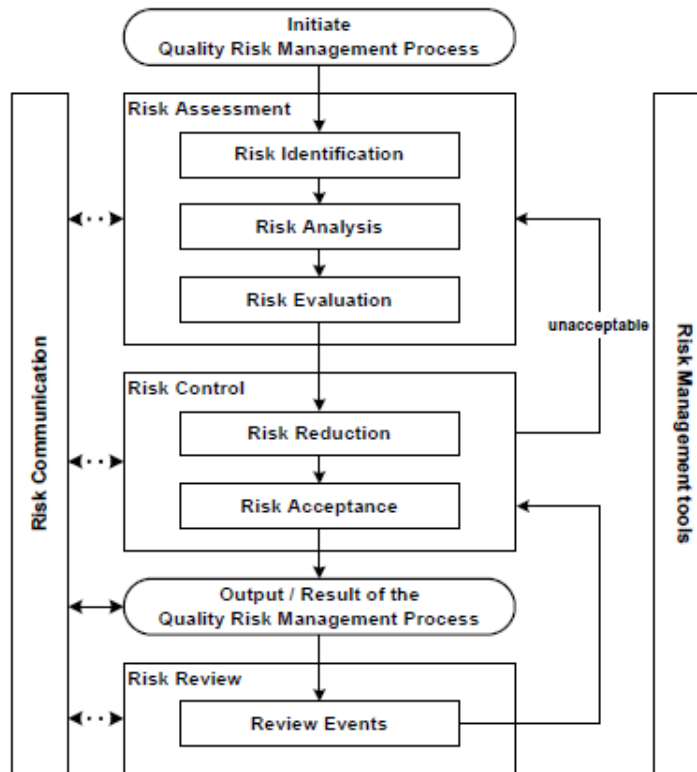 Initiate
Quality Risk Management Process
Risk Assessment
Risk Identification
Risk Analysis
Risk Evaluation
unacceptable
Risk Control
Risk Reduction
Risk Acceptance
Output / Result of the
Quality Risk Management Process
Risk Review
Review Events
Risk Communication
Risk Management tools